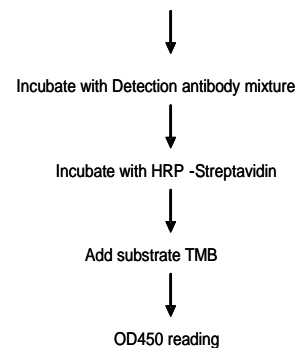 Incubate with Detection antibody mixture
Incubate with HRP -Streptavidin
Add substrate TMB
OD450 reading